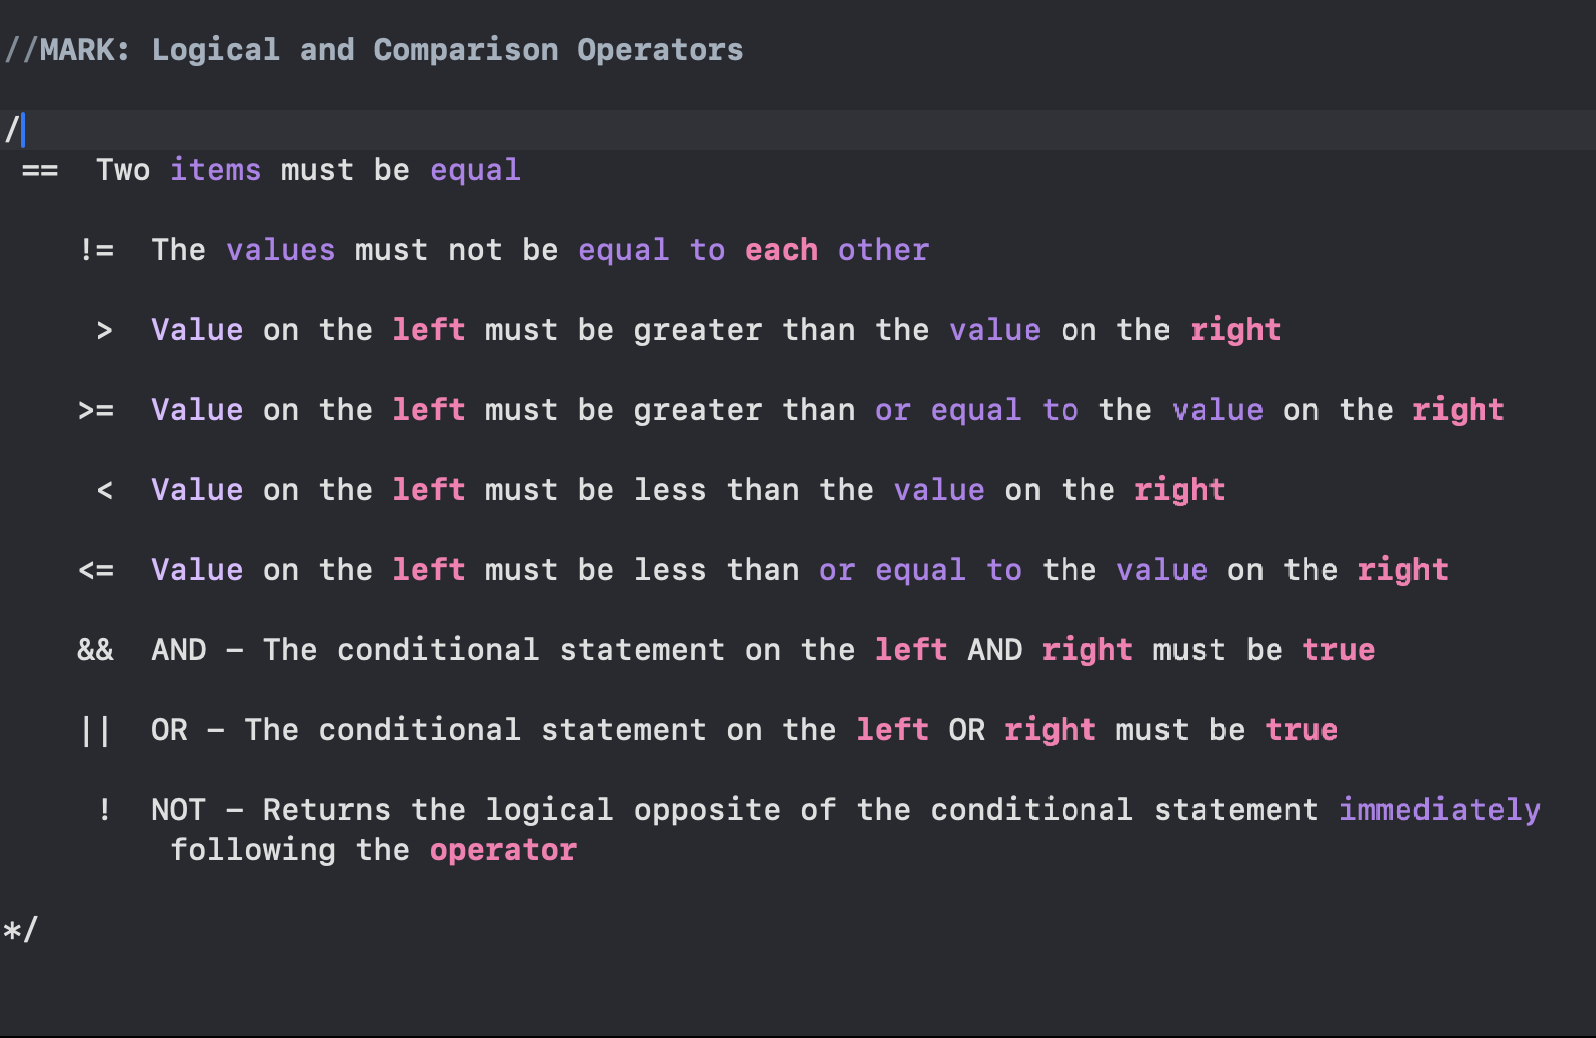 //MARK: Logical and Comparison Operators
/
== Two items must be equal
!= The values must not be equal to each other
> Value on the left must be greater than the value on the right
>= Value on the left must be greater than or equal to the value on the right
< Value on the left must be less than the value on the right
<= Value on the left must be less than or equal to the value on the right
&& AND – The conditional statement on the left AND right must be true
|| OR – The conditional statement on the left OR right must be true
! NOT – Returns the logical opposite of the conditional statement immediately
following the operator
*/